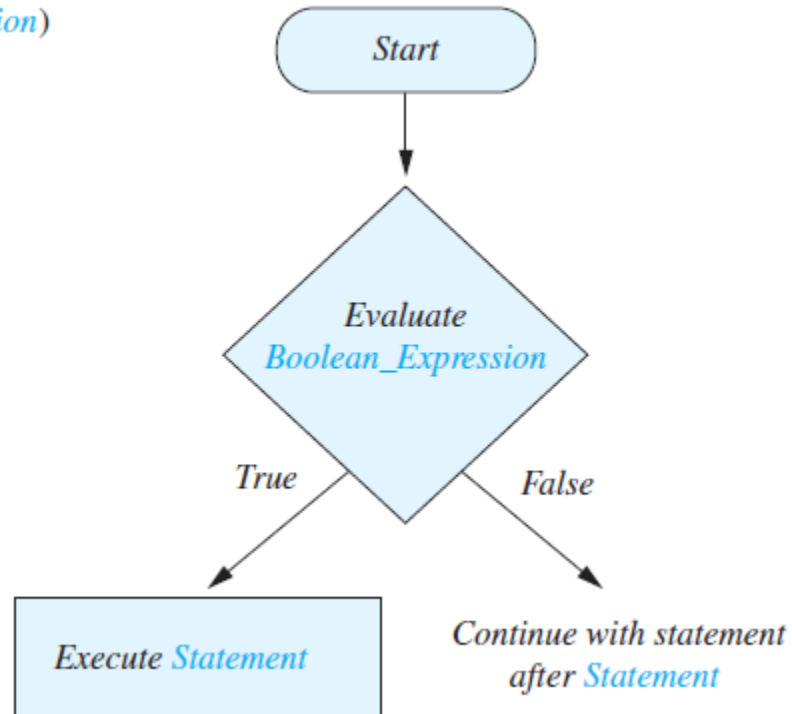 ion)
Start
Evaluate
Boolean_Expression
True
False
Execute Statement
Continue with statement
after Statement